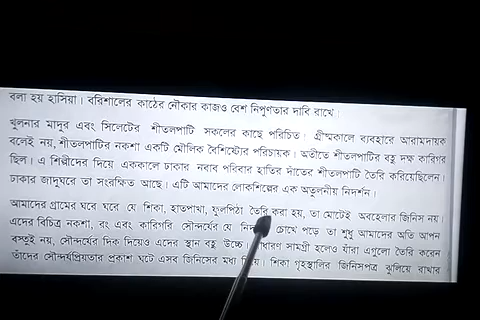 বলা হয় হাসিয়া। বরিশালের কাঠের নৌকার কাজও বেশ নিপুণতার দাবি রাখে।
খুলনার মাদুর এবং সিলেটের শীতলপাটি সকলের কাছে পরিচিত। গ্রীষ্মকালে ব্যবহারে আরামদায়ক
বলেই নয়, শীতলপাটির নকশা একটি মৌলিক বৈশিষ্ট্যের পরিচায়ক। অতীতে শীতলপাটির বহু দক্ষ কারিগর
ছিল। এ শিল্পীদের দিয়ে এককালে ঢাকার নবাব পরিবার হাতির দাঁতের শীতলপাটি তৈরি করিয়েছিলেন।
ঢাকার জাদুঘরে তা সংরক্ষিত আছে। এটি আমাদের লোকশিল্পের এক অতুলনীয় নিদর্শন।
আমাদের গ্রামের ঘরে ঘরে যে শিকা, হাতপাখা, ফুলপিঠা তৈরি করা হয়, তা মোটেই অবহেলার জিনিস নয়।
এদের বিচিত্র নকশা, রং এবং কারিগরি সৌন্দর্যের যে চোখে পড়ে তা শুধু আমাদের অতি আপন
বস্তুই নয়, সৌন্দর্যের দিক দিয়েও এদের স্থান বহু উচ্চে। সামগ্রী হলেও যাঁরা এগুলো তৈরি করেন
তাঁদের সৌন্দর্যপ্রিয়তার প্রকাশ ঘটে এসব জিনিসের মধ্য শিকা গৃহস্থালির জিনিসপত্র ঝুলিয়ে রাখার